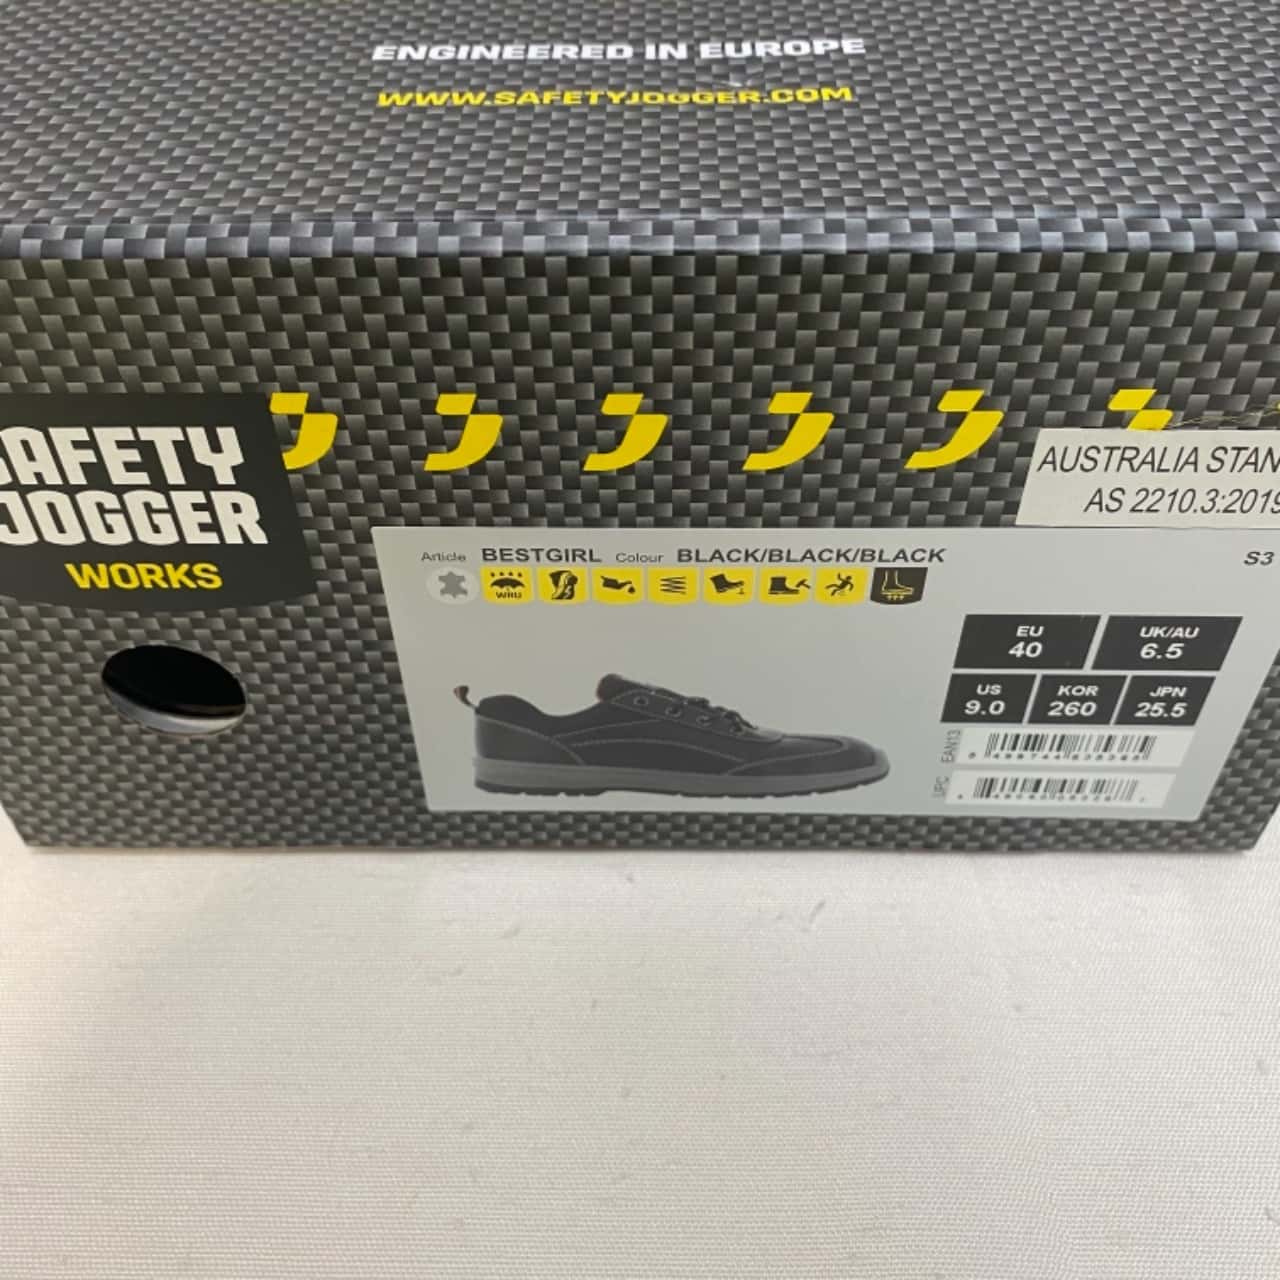 ENGINEERED IN EUROPE
WWW.SAFETYJOGGER.COM
SAFETY
JOGGER
WORKS
AUSTRALIA STAN
AS 2210.3:2019
Article BESTGIRL Colour BLACK/BLACK/BLACK
S3
WRU
EU
40
UK/AU
6.5
US
9.0
KOR
260
JPN
25.5
EAN13
UPC